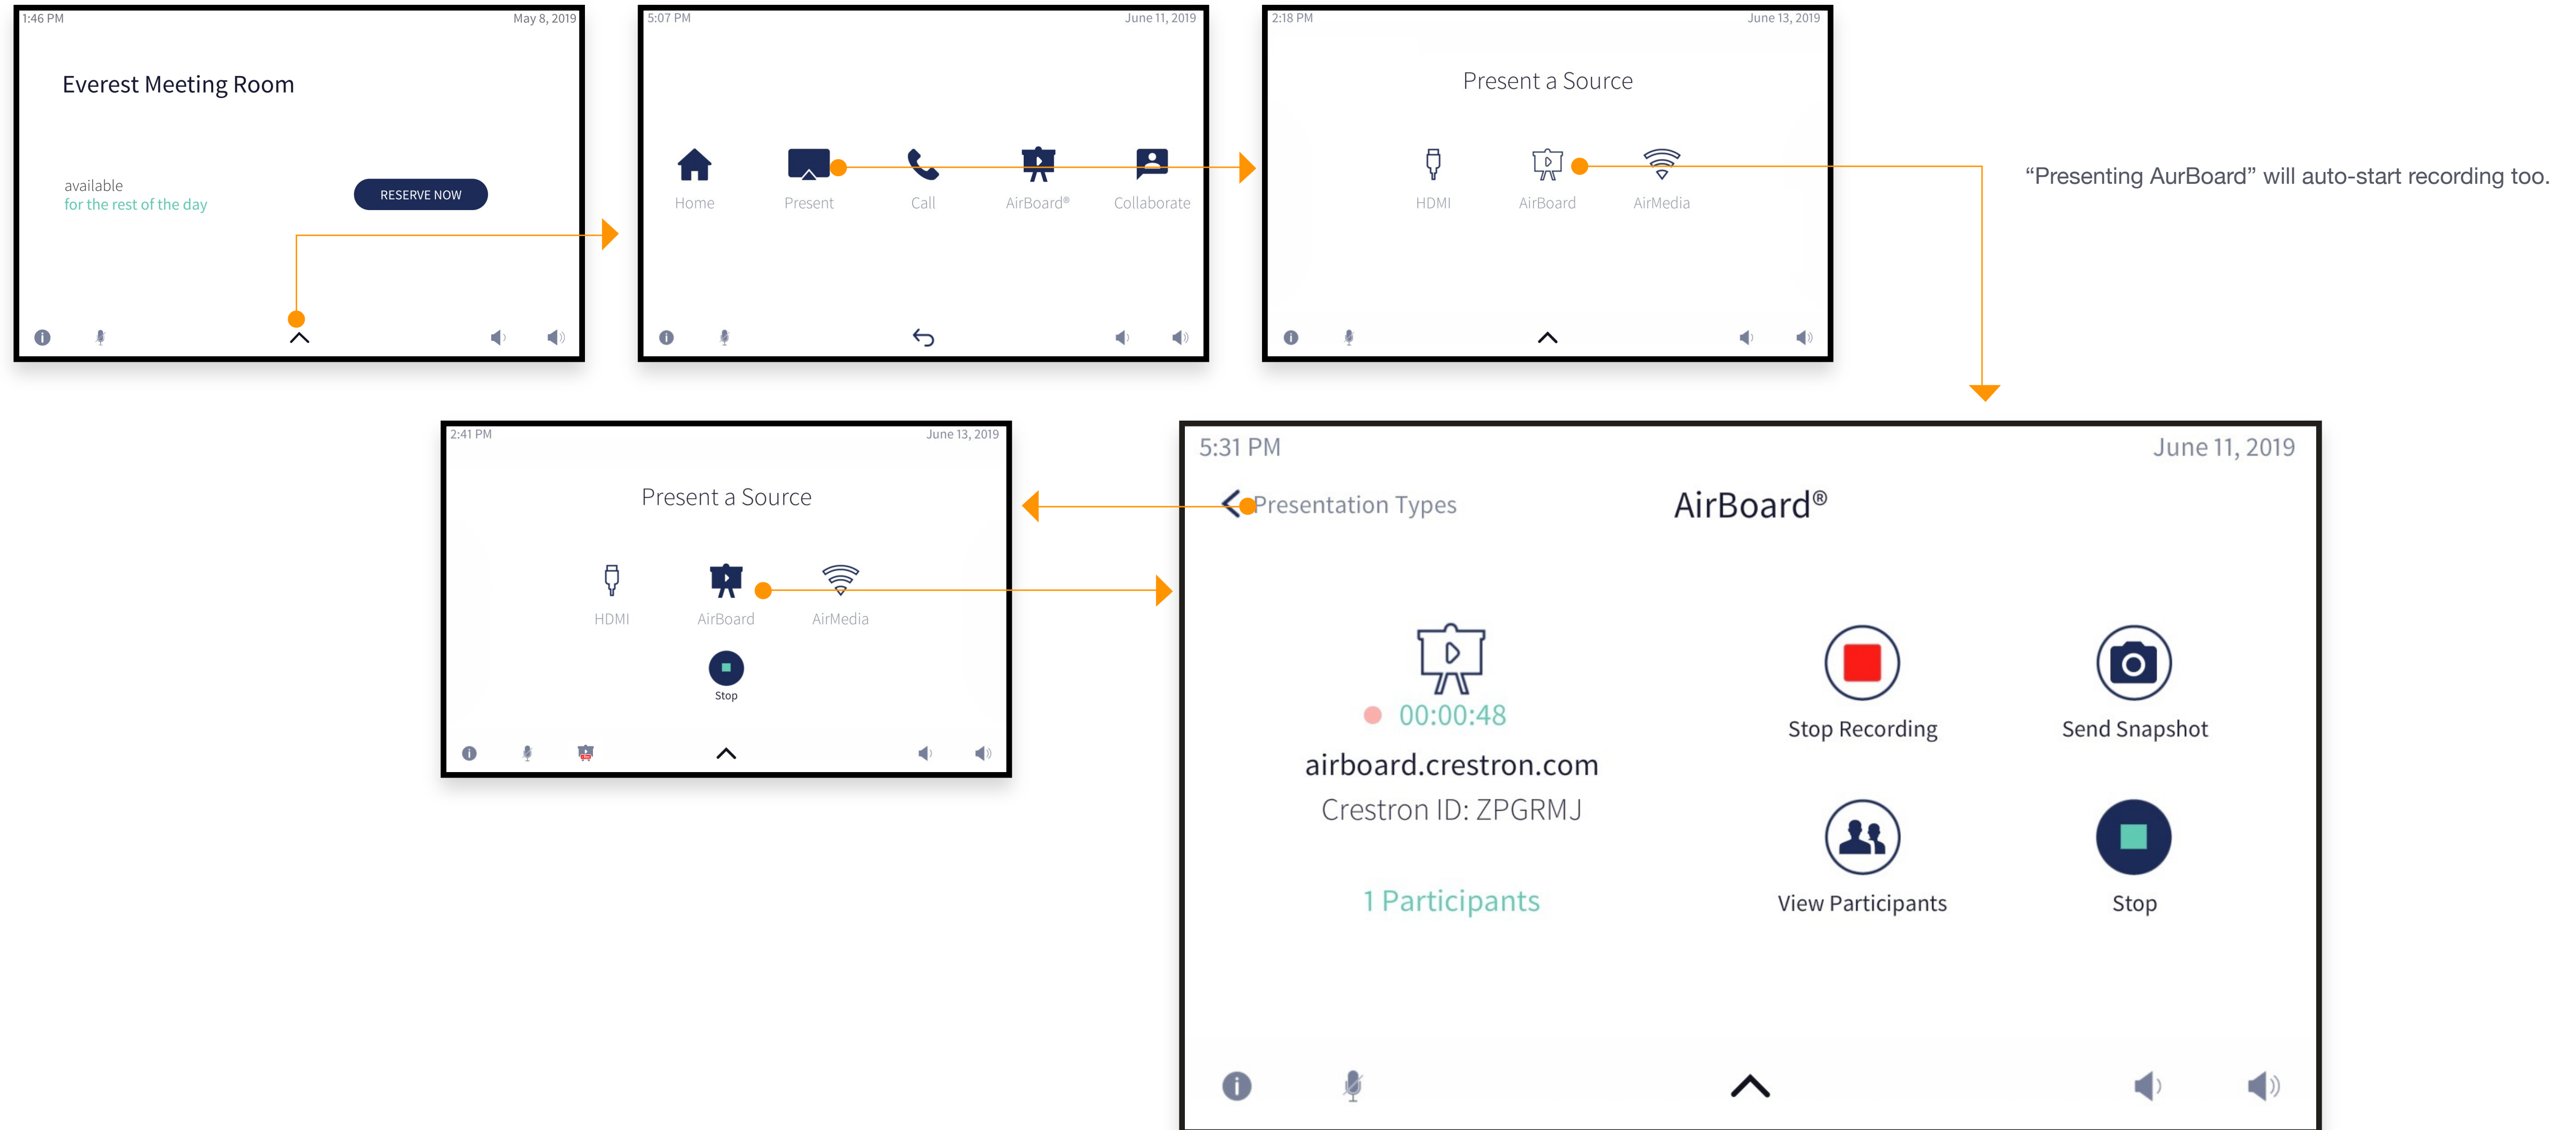 1:46 PM May 8, 2019
Everest Meeting Room
available
for the rest of the day
RESERVE NOW
5:07 PM June 11, 2019
Home Present Call AirBoard® Collaborate
2:18 PM June 13, 2019
Present a Source
HDMI AirBoard AirMedia
“Presenting AurBoard” will auto-start recording too.
2:41 PM June 13, 2019
Present a Source
HDMI AirBoard AirMedia
Stop
5:31 PM June 11, 2019
Presentation Types AirBoard®
00:00:48
airboard.crestron.com
Crestron ID: ZPGRMJ
1 Participants
Stop Recording Send Snapshot
View Participants Stop